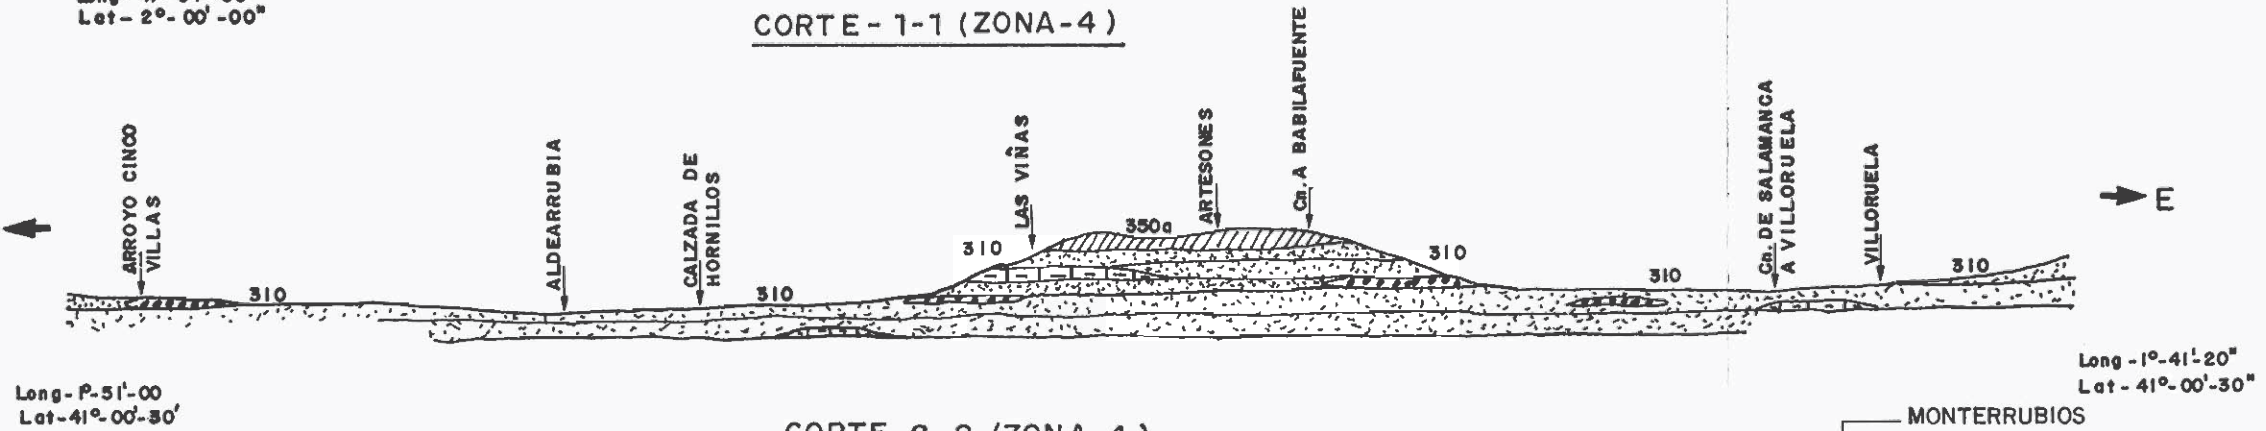 Lat- 2º-00'-00"
CORTE-1-1 (ZONA-4)
ARROYO CINCO
VILLAS
ALDEARRUBIA
CALZADA DE
HORNILLOS
LAS VIÑAS
ARTESONES
Cn. A BABILAFUENTE
Cn. DE SALAMANCA
A VILLORUELA
VILLORUELA
E
310
310
310
350a
310
310
310
Long-1º-51'-00
Lat-41º-00'-30'
Long-1º-41'-20"
Lat-41º-00'-30"
MONTERRUBIOS